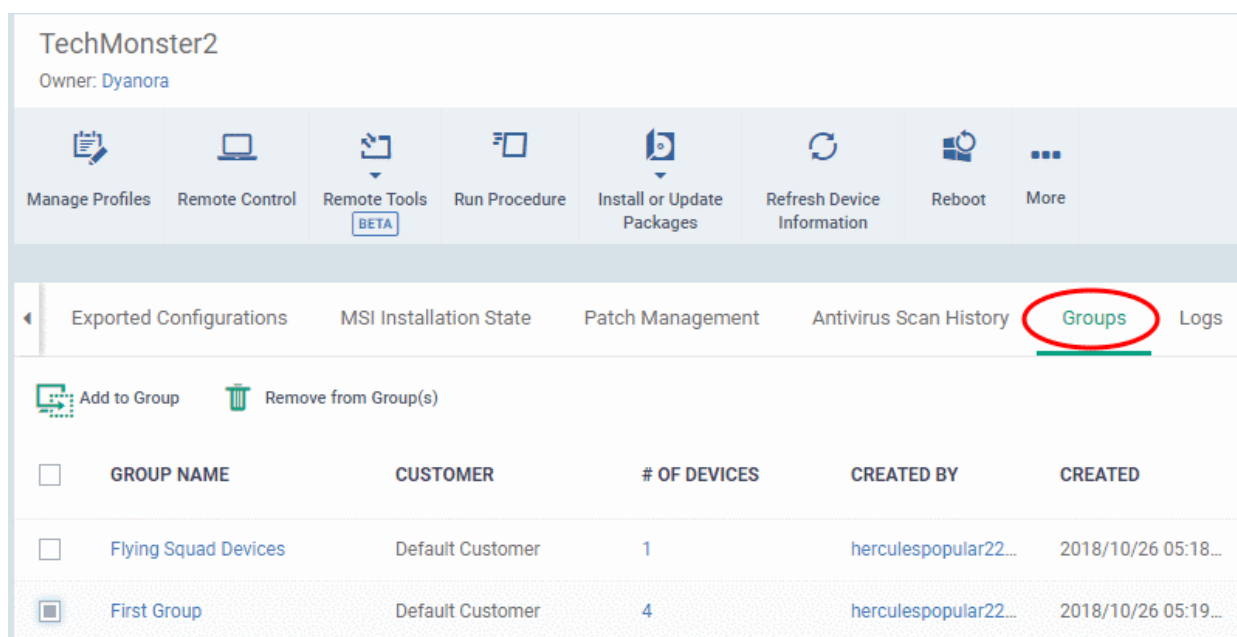 TechMonster2
Owner: Dyanora
Manage Profiles
Remote Control
Remote Tools
BETA
Run Procedure
Install or Update
Packages
Refresh Device
Information
Reboot
More
Exported Configurations MSI Installation State Patch Management Antivirus Scan History Groups Logs
Add to Group Remove from Group(s)
GROUP NAME CUSTOMER # OF DEVICES CREATED BY CREATED
Flying Squad Devices Default Customer 1 herculespopular22... 2018/10/26 05:18...
First Group Default Customer 4 herculespopular22... 2018/10/26 05:19...